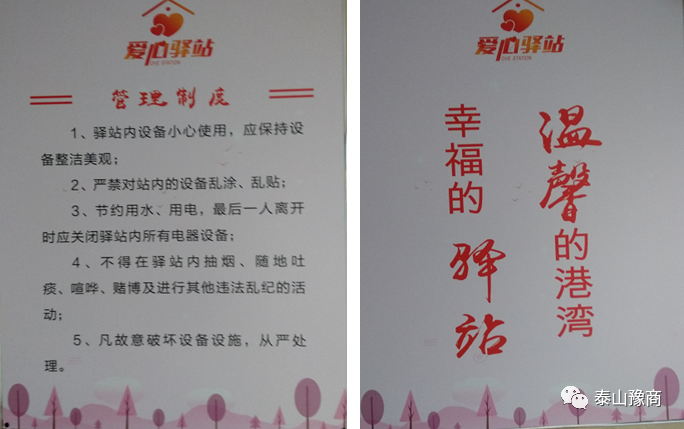 爱心驿站
THE STATION
管理制度
1、驿站内设备小心使用，应保持设
备整洁美观；
2、严禁对站内的设备乱涂、乱贴；
3、节约用水、用电，最后一人离开
时应关闭驿站内所有电器设备；
4、不得在驿站内抽烟、随地吐
痰、喧哗、赌博及进行其他违法乱纪的活
动；
5、凡故意破坏设备设施，从严处
理。
爱心驿站
THE STATION
温馨的港湾
幸福的驿站
泰山豫商